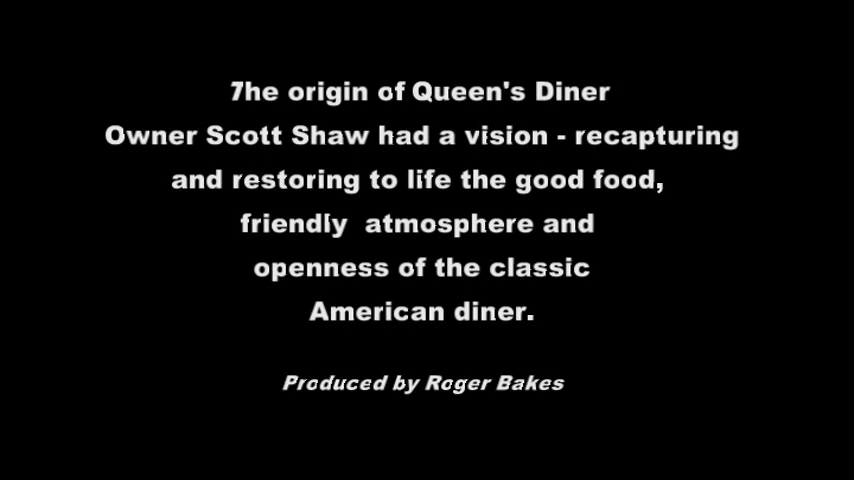 The origin of Queen's Diner
Owner Scott Shaw had a vision - recapturing
and restoring to life the good food,
friendly  atmosphere and
openness of the classic
American diner.
Produced by Roger Bakes